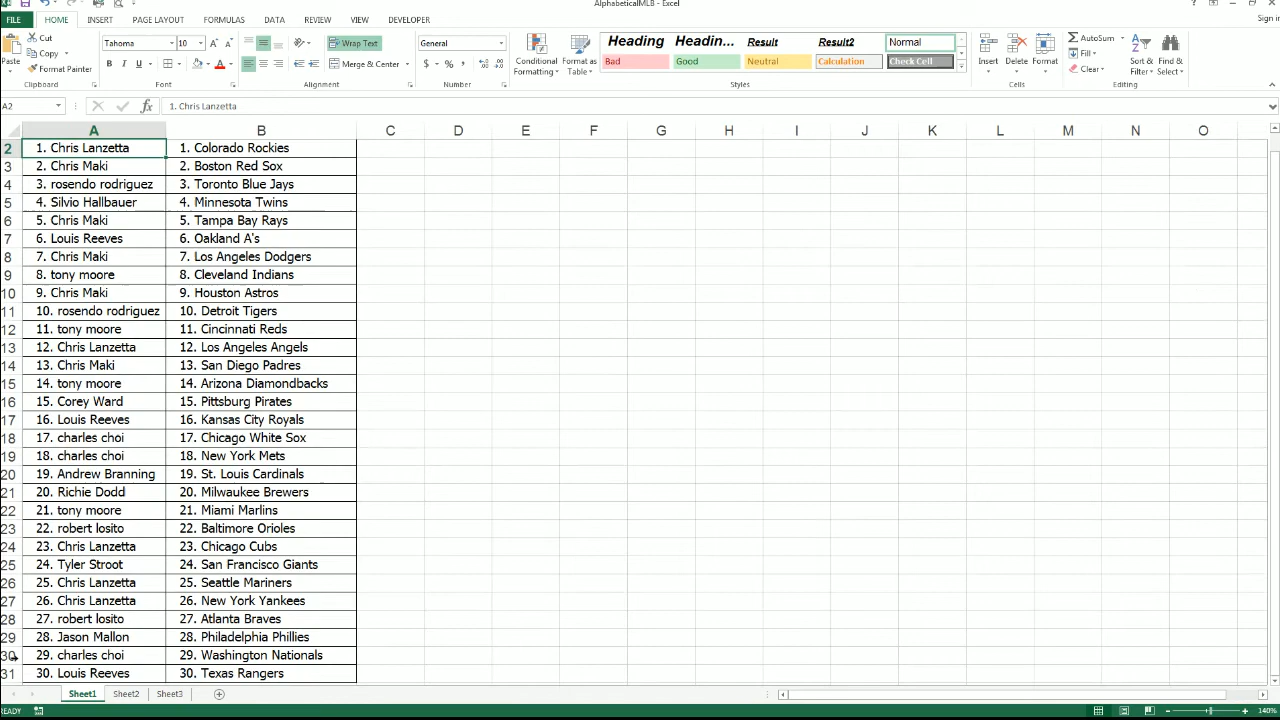 AlphabeticalMLB - Excel
Sign in
FILE HOME INSERT PAGE LAYOUT FORMULAS DATA REVIEW VIEW DEVELOPER
Paste Cut Copy Format Painter Clipboard
Tahoma 10 B I U A Font
Wrap Text Merge & Center Alignment
General $ % , Number
Conditional Formatting Format as Table
Heading Headin... Result Result2 Normal
Bad Good Neutral Calculation Check Cell
Styles
Insert Delete Format Cells
AutoSum Fill Clear Sort & Filter Find & Select Editing
A2 fx 1. Chris Lanzetta
A B C D E F G H I J K L M N O
2 1. Chris Lanzetta 1. Colorado Rockies
3 2. Chris Maki 2. Boston Red Sox
4 3. rosendo rodriguez 3. Toronto Blue Jays
5 4. Silvio Hallbauer 4. Minnesota Twins
6 5. Chris Maki 5. Tampa Bay Rays
7 6. Louis Reeves 6. Oakland A's
8 7. Chris Maki 7. Los Angeles Dodgers
9 8. tony moore 8. Cleveland Indians
10 9. Chris Maki 9. Houston Astros
11 10. rosendo rodriguez 10. Detroit Tigers
12 11. tony moore 11. Cincinnati Reds
13 12. Chris Lanzetta 12. Los Angeles Angels
14 13. Chris Maki 13. San Diego Padres
15 14. tony moore 14. Arizona Diamondbacks
16 15. Corey Ward 15. Pittsburg Pirates
17 16. Louis Reeves 16. Kansas City Royals
18 17. charles choi 17. Chicago White Sox
19 18. charles choi 18. New York Mets
20 19. Andrew Branning 19. St. Louis Cardinals
21 20. Richie Dodd 20. Milwaukee Brewers
22 21. tony moore 21. Miami Marlins
23 22. robert losito 22. Baltimore Orioles
24 23. Chris Lanzetta 23. Chicago Cubs
25 24. Tyler Stroot 24. San Francisco Giants
26 25. Chris Lanzetta 25. Seattle Mariners
27 26. Chris Lanzetta 26. New York Yankees
28 27. robert losito 27. Atlanta Braves
29 28. Jason Mallon 28. Philadelphia Phillies
30 29. charles choi 29. Washington Nationals
31 30. Louis Reeves 30. Texas Rangers
Sheet1 Sheet2 Sheet3
READY 140%